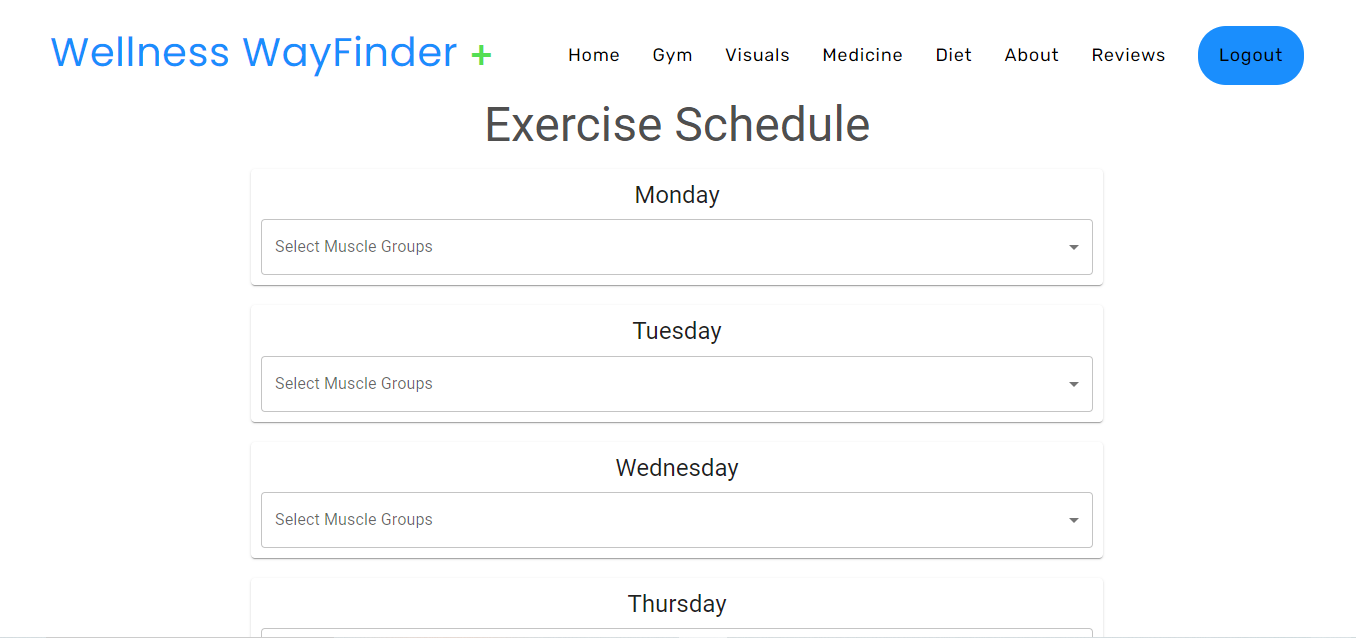 Wellness WayFinder +
Home Gym Visuals Medicine Diet About Reviews Logout
Exercise Schedule
Monday
Select Muscle Groups
Tuesday
Select Muscle Groups
Wednesday
Select Muscle Groups
Thursday